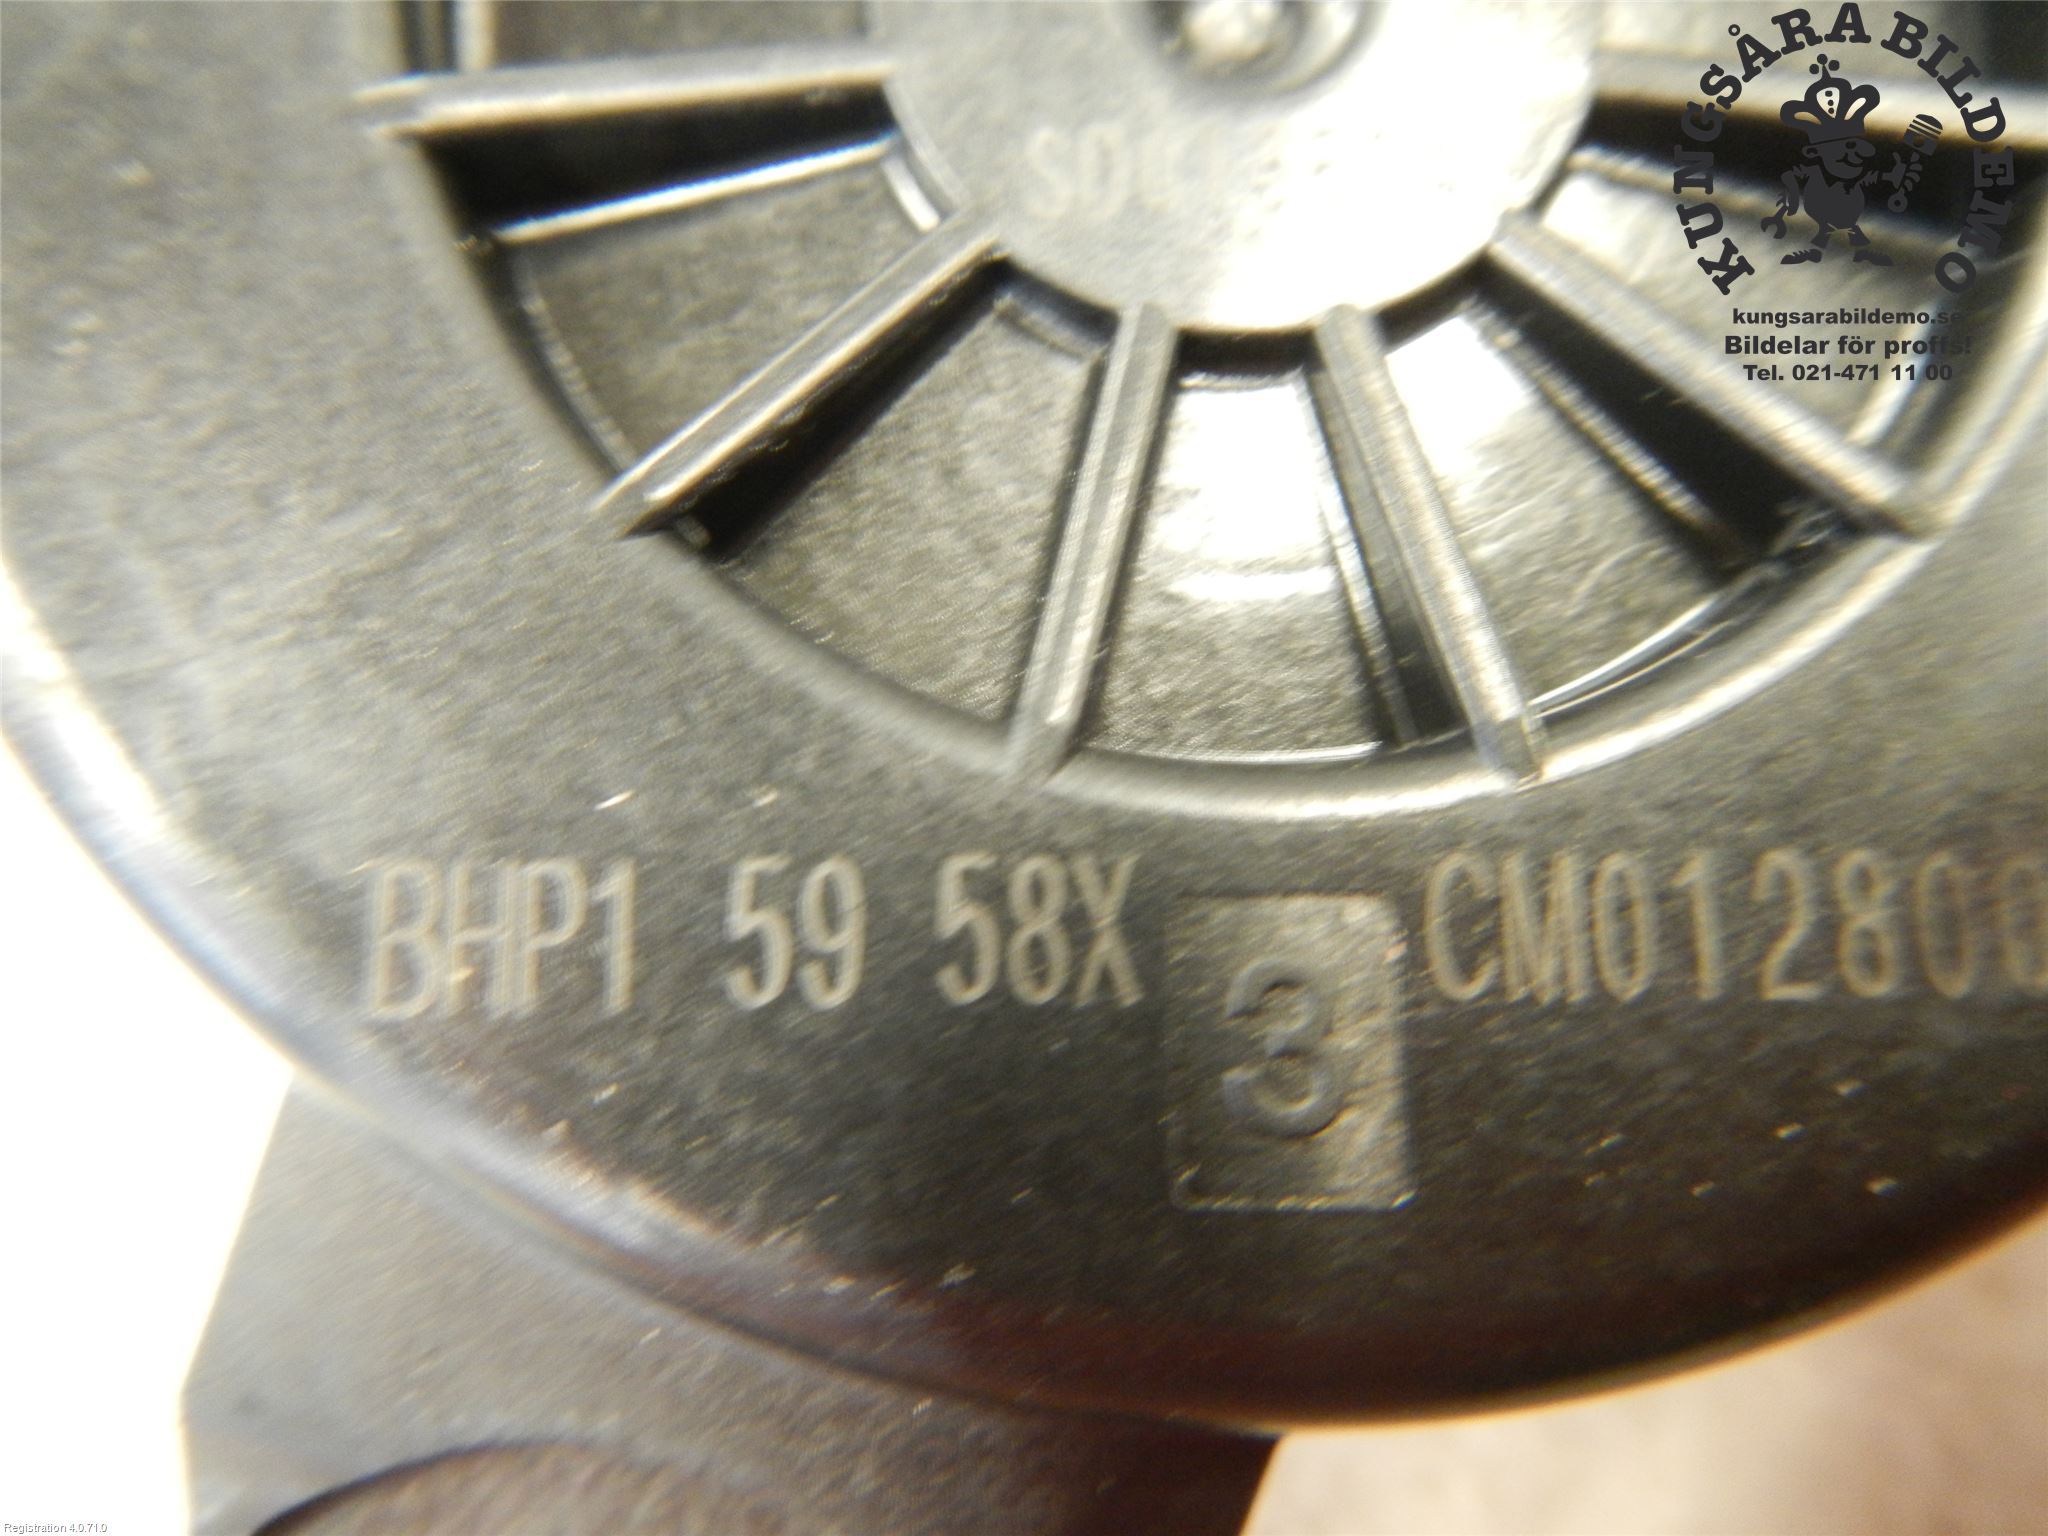 KUNGSÅRA BILDEMO
kungsarabildemo.se
Bildelar för proffs!
Tel. 021-471 11 00
BHP1 59 58X
3
CM01280
Registration 4.0.71.0